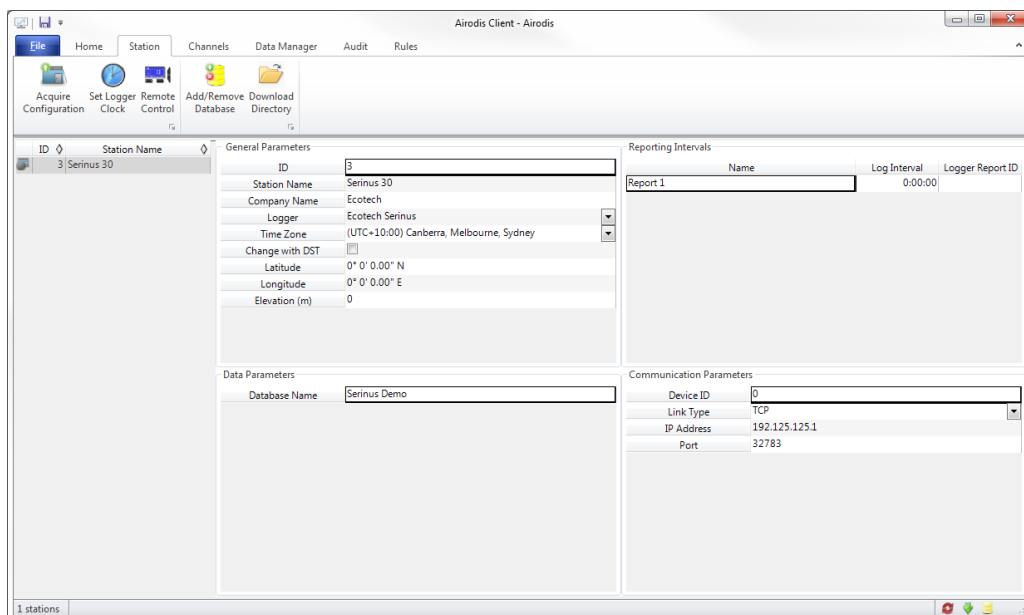 Airodis Client - Airodis
File Home Station Channels Data Manager Audit Rules
Acquire Configuration
Set Logger Clock
Remote Control
Add/Remove Database
Download Directory
ID Station Name
3 Serinus 30
General Parameters
ID 3
Station Name Serinus 30
Company Name Ecotech
Logger Ecotech Serinus
Time Zone (UTC+10:00) Canberra, Melbourne, Sydney
Change with DST
Latitude 0° 0' 0.00" N
Longitude 0° 0' 0.00" E
Elevation (m) 0
Reporting Intervals
Name Log Interval Logger Report ID
Report 1 0:00:00
Data Parameters
Database Name Serinus Demo
Communication Parameters
Device ID 0
Link Type TCP
IP Address 192.125.125.1
Port 32783
1 stations